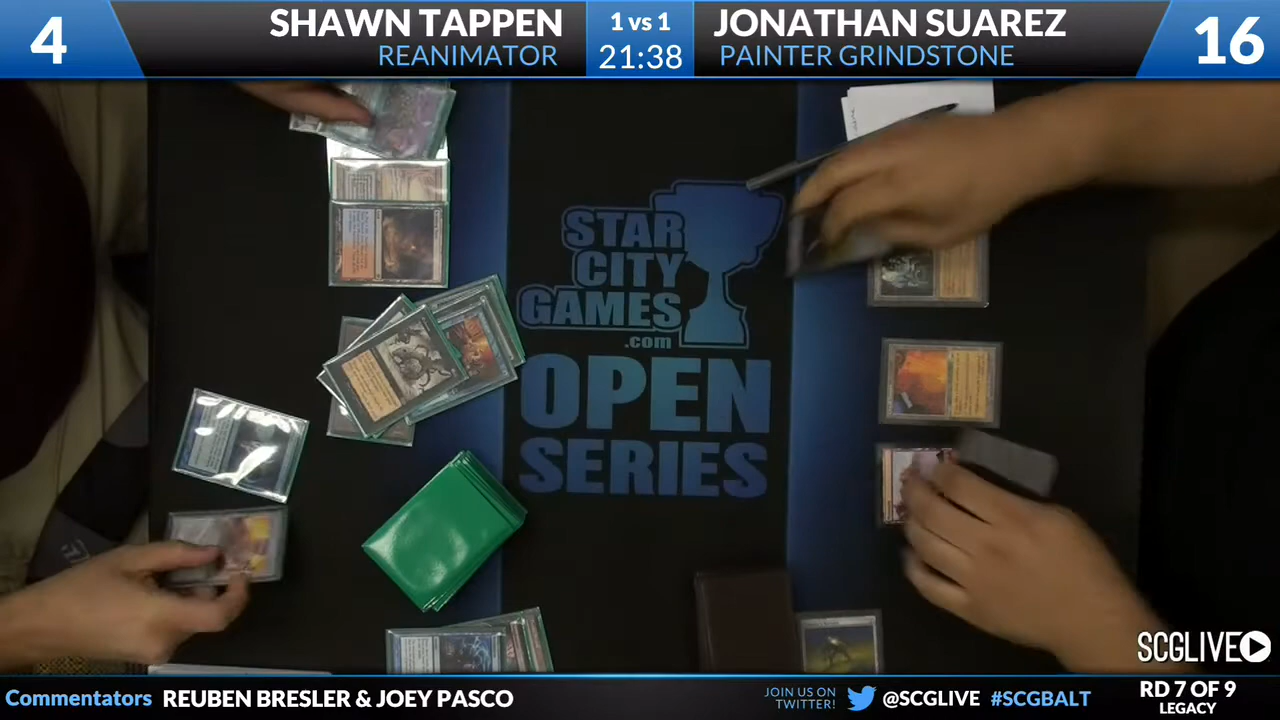 4
SHAWN TAPPEN
REANIMATOR
1 vs 1
21:38
JONATHAN SUAREZ
PAINTER GRINDSTONE
16
STAR
CITY
GAMES
.com
OPEN
SERIES
SCGLIVE
Commentators REUBEN BRESLER & JOEY PASCO
JOIN US ON
TWITTER!
@SCGLIVE #SCGBALT
RD 7 OF 9
LEGACY